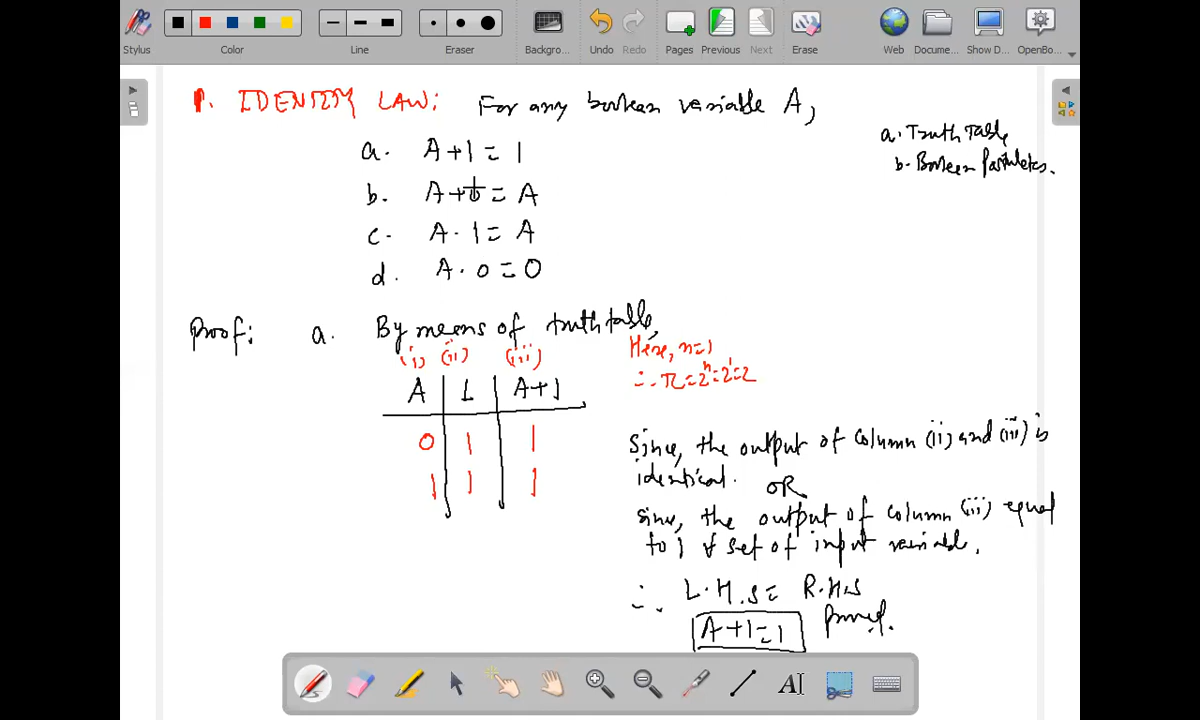 Stylus
Color
Line
Eraser
Backgro...
Undo
Redo
Pages
Previous
Next
Erase
Web
Docume...
Show D...
OpenBo...
1. IDENTITY LAW: For any boolean variable A,
a. Truth Table
b. Boolean Postulates.
a. A+1=1
b. A+0=A
c. A·1=A
d. A·0=0
Proof: a. By means of truth table,
(i) (ii) (iii)
Here, n=1
∴ r=2ⁿ=2¹=2
A 1 A+1
0 1 1
1 1 1
Since, the output of column (ii) and (iii) is
identical. OR
Since, the output of column (iii) equal
to 1 ∀ set of input variable.
∴ L.H.S = R.H.S
A+1=1 proved.